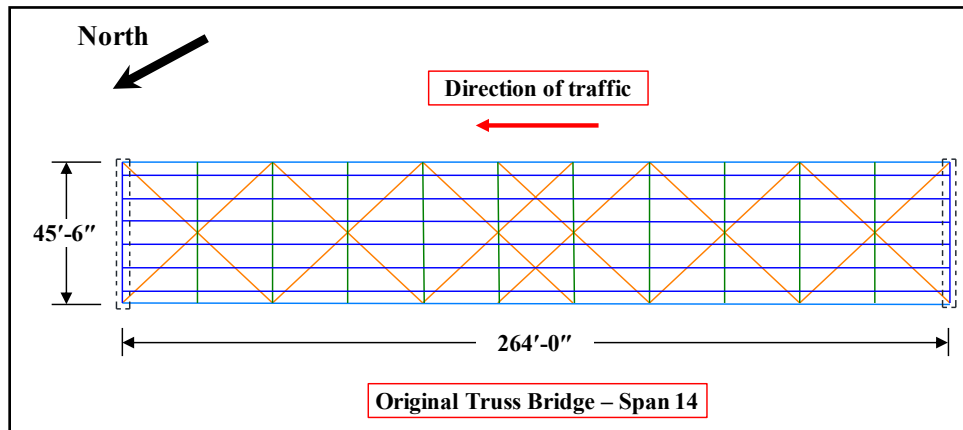 North
Direction of traffic
45′-6″
264′-0″
Original Truss Bridge – Span 14